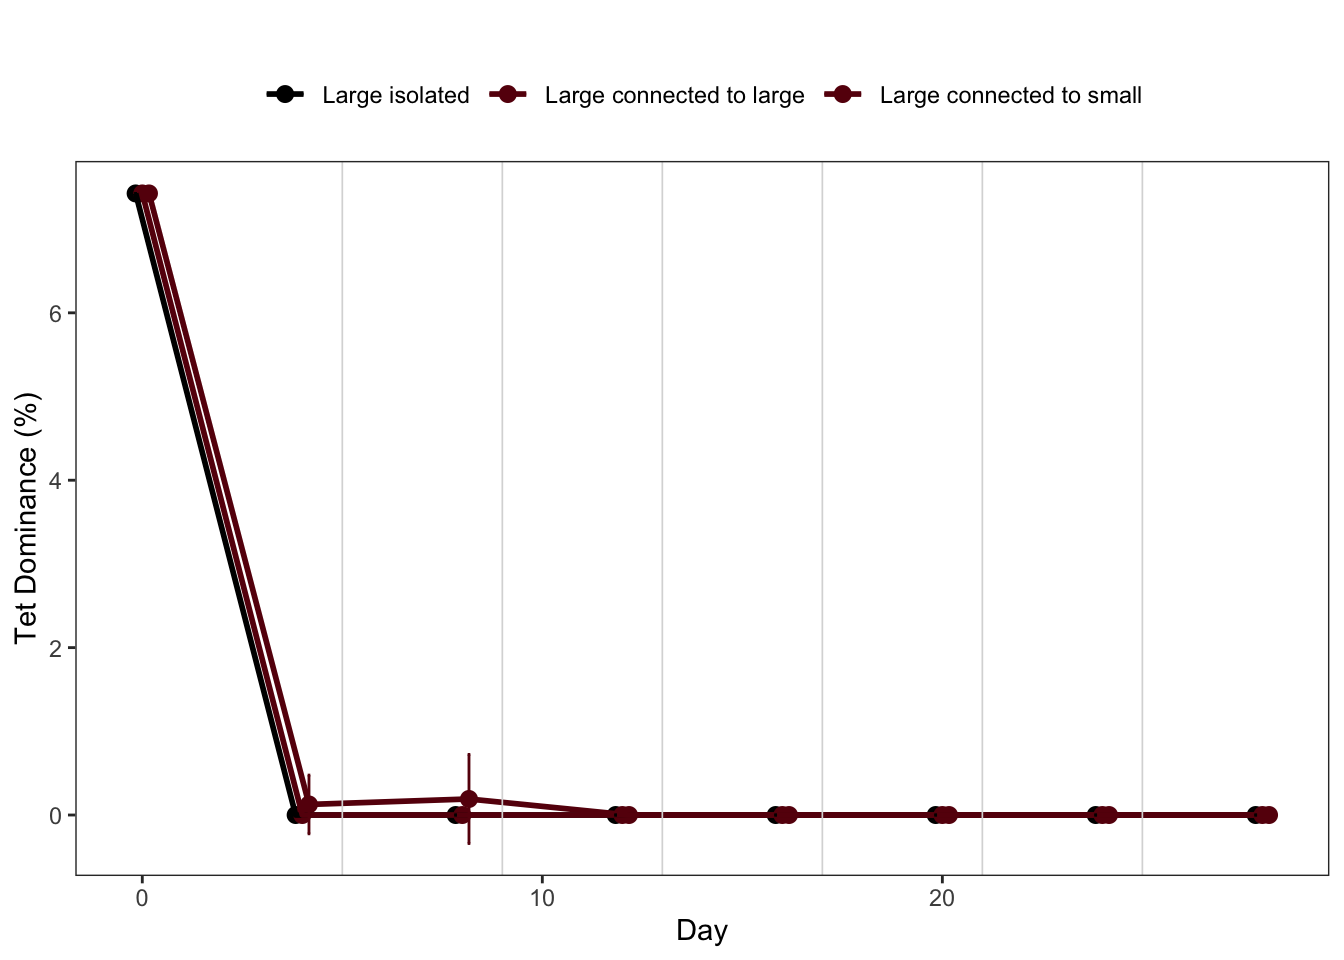 Large isolated Large connected to large Large connected to small
Tet Dominance (%)
6
4
2
0
0 10 20
Day